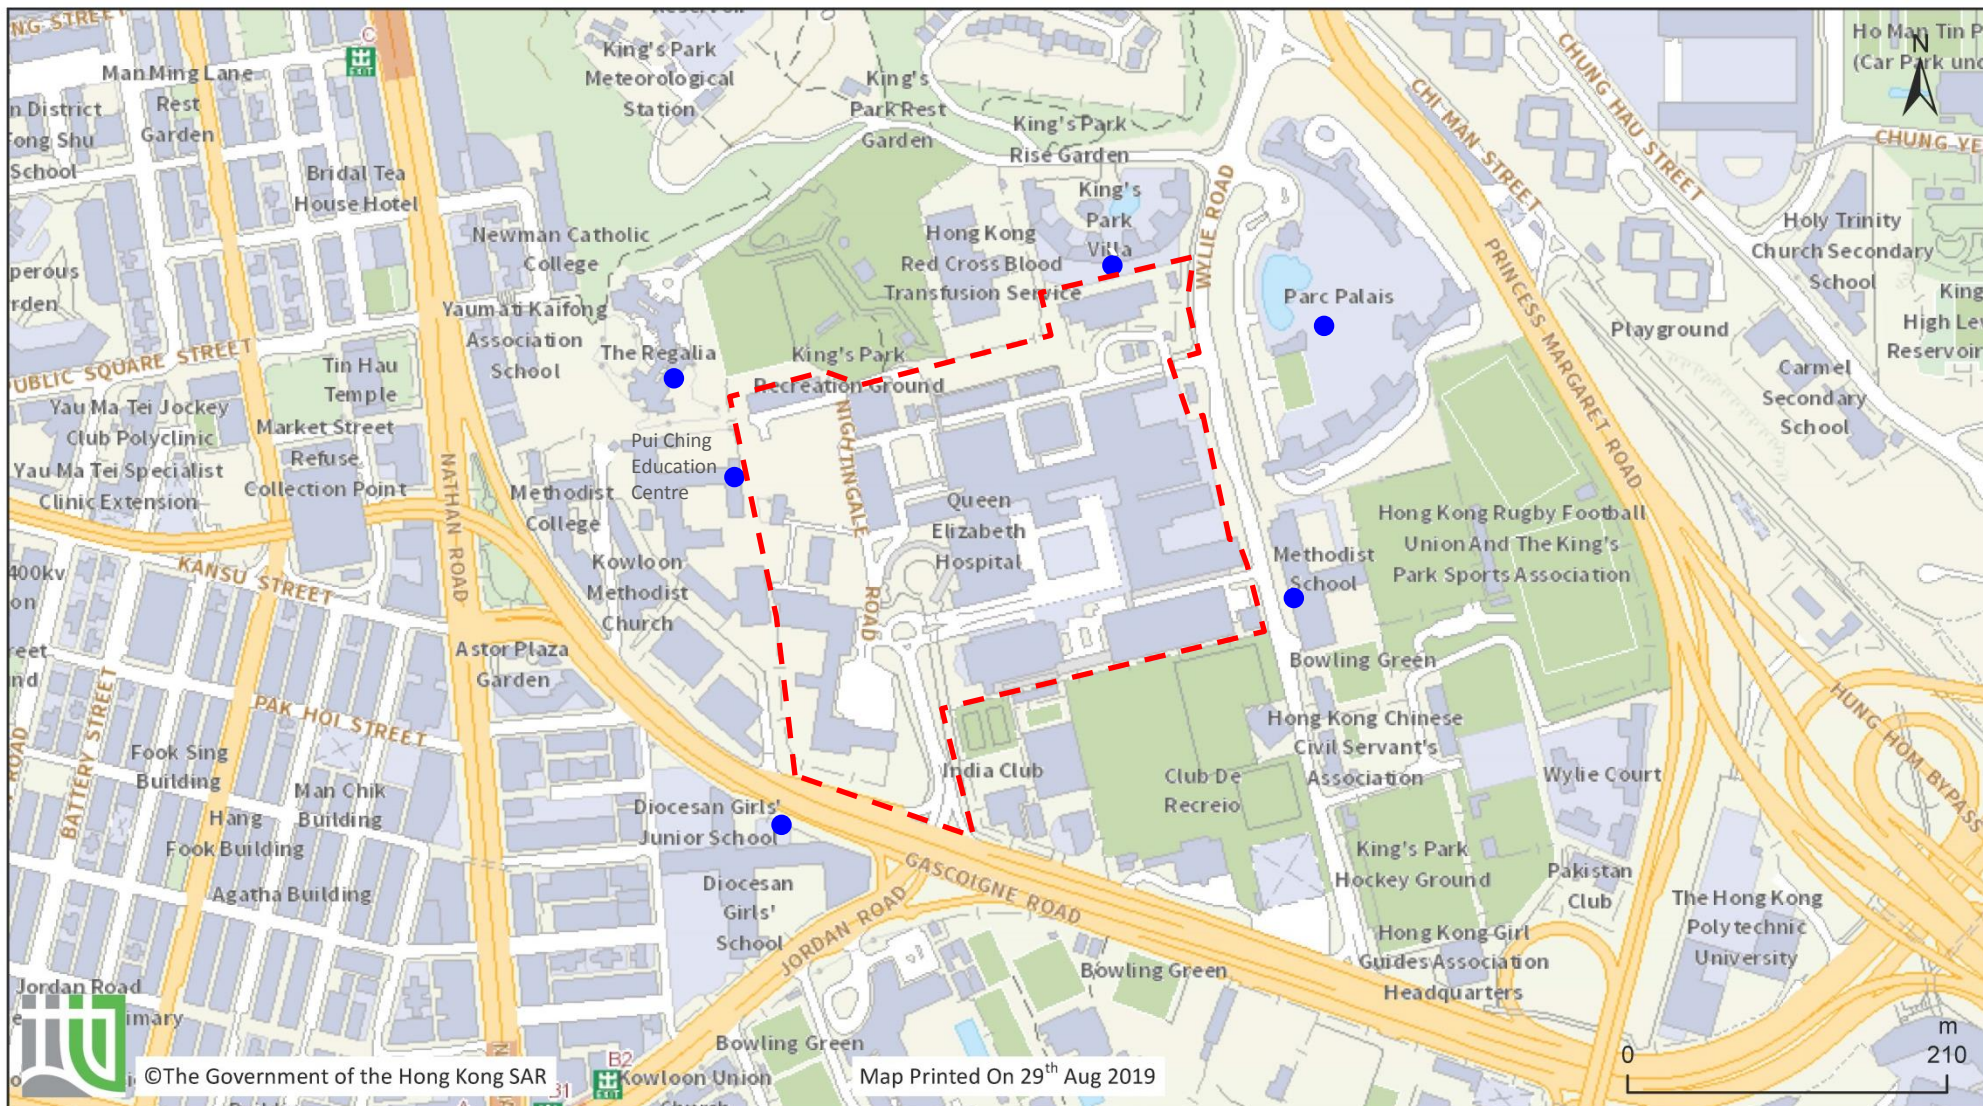 Man Ming Lane
Rest
Garden
Fong Shu
School
Bridal Tea
House Hotel
C
EXIT
King's Park
Meteorological
Station
King's
Park Rest
Garden
King's Park
Rise Garden
King's
Park
Villa
Newman Catholic
College
Hong Kong
Red Cross Blood
Transfusion Service
WYLIE ROAD
CHI MAN STREET
CHUNG HAU STREET
PRINCESS MARGARET ROAD
Ho Man Tin P
N
CHUNG YE
Holy Trinity
Church Secondary
School
Parc Palais
Playground
Carmel
Secondary
School
King
High Le
Reservoir
Yaumati Kaifong
Association
School
The Regalia
King's Park
Recreation Ground
PUBLIC SQUARE STREET
Tin Hau
Temple
Yau Ma Tei Jockey
Club Polyclinic
Market Street
Refuse
Collection Point
Yau Ma Tei Specialist
Clinic Extension
Pui Ching
Education
Centre
NATHAN ROAD
Methodist
College
NIGHTINGALE
ROAD
Queen
Elizabeth
Hospital
Hong Kong Rugby Football
Union And The King's
Park Sports Association
Methodist
School
400kv
KANSU STREET
Kowloon
Methodist
Church
Astor Plaza
Garden
Bowling Green
PAK HOI STREET
BATTERY STREET
ROAD
Fook Sing
Building
Man Chik
Building
Hang
Fook Building
Agatha Building
Hong Kong Chinese
Civil Servant's
Association
India Club
Club De
Recreio
Wylie Court
HUNG HOM BYPASS
Diocesan Girls'
Junior School
GASCOIGNE ROAD
Diocesan
Girls'
School
JORDAN ROAD
King's Park
Hockey Ground
Pakistan
Club
The Hong Kong
Polytechnic
University
Hong Kong Girl
Guides Association
Headquarters
Bowling Green
Jordan Road
Bowling Green
B2
EXIT
Kowloon Union
B1
©The Government of the Hong Kong SAR
Map Printed On 29th Aug 2019
m
0 210